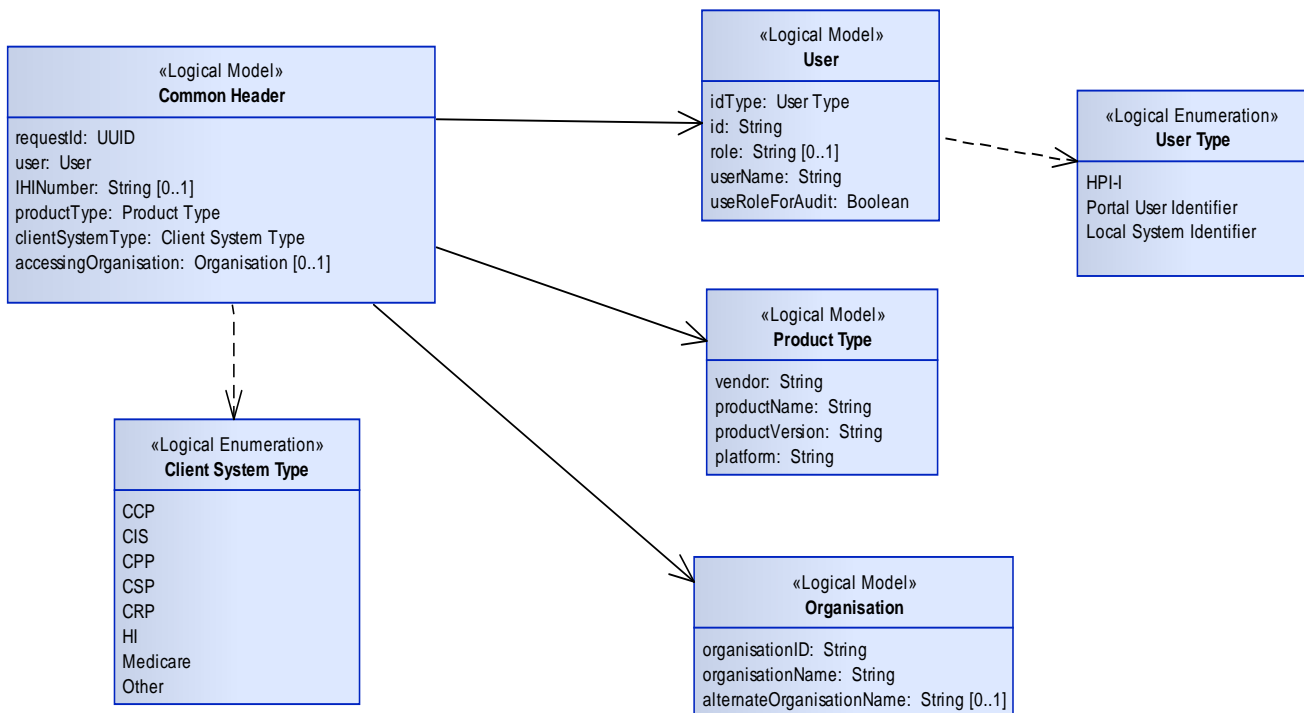 «Logical Model»
Common Header
requestId: UUID
user: User
IHINumber: String [0..1]
productType: Product Type
clientSystemType: Client System Type
accessingOrganisation: Organisation [0..1]
«Logical Model»
User
idType: User Type
id: String
role: String [0..1]
userName: String
useRoleForAudit: Boolean
«Logical Enumeration»
User Type
HPI-I
Portal User Identifier
Local System Identifier
«Logical Model»
Product Type
vendor: String
productName: String
productVersion: String
platform: String
«Logical Enumeration»
Client System Type
CCP
CIS
CPP
CSP
CRP
HI
Medicare
Other
«Logical Model»
Organisation
organisationID: String
organisationName: String
alternateOrganisationName: String [0..1]